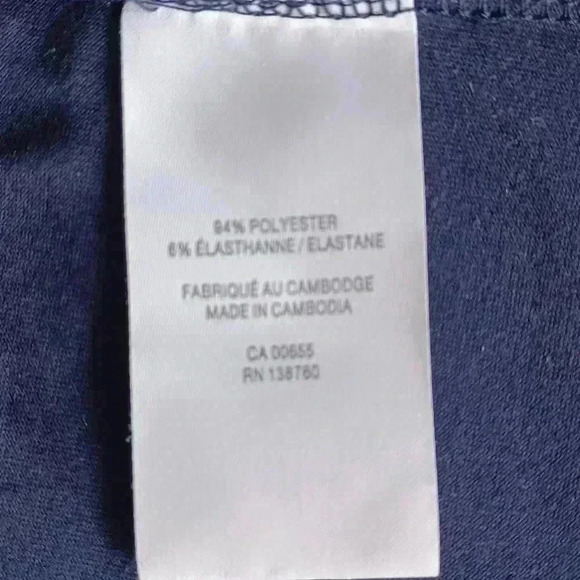 94% POLYESTER
6% ÉLASTHANNE / ELASTANE
FABRIQUÉ AU CAMBODGE
MADE IN CAMBODIA
CA 00655
RN 138760